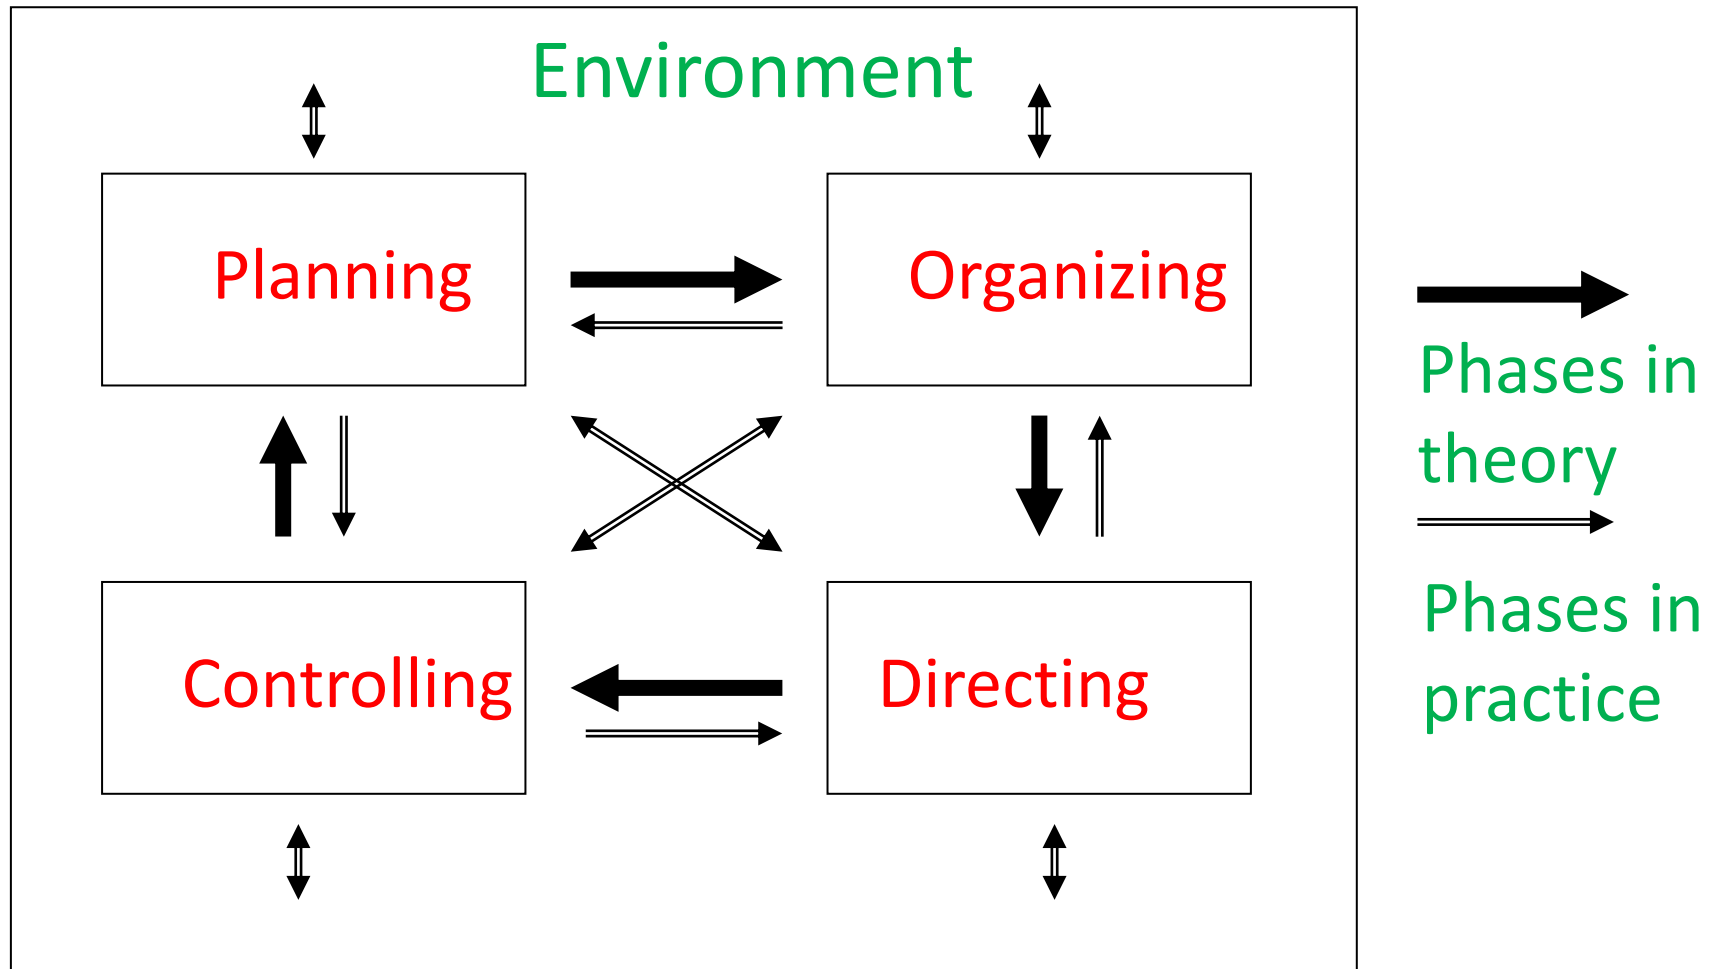 Environment
Planning
Organizing
Controlling
Directing
Phases in
theory
Phases in
practice